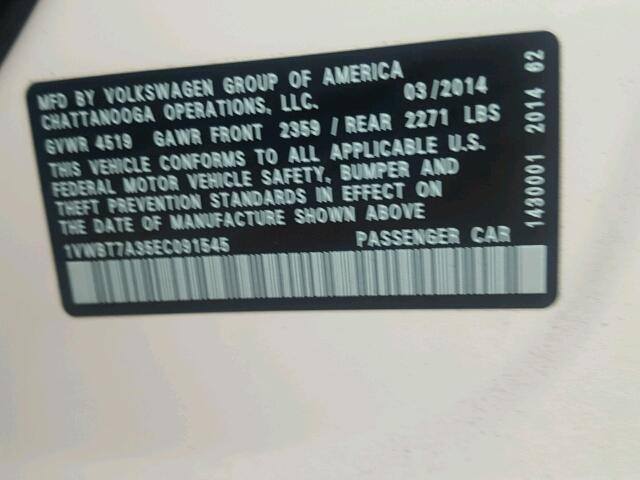 MFD BY VOLKSWAGEN GROUP OF AMERICA
CHATTANOOGA OPERATIONS, LLC. 03/2014
GVWR 4519 GAWR FRONT 2359 / REAR 2271 LBS
THIS VEHICLE CONFORMS TO ALL APPLICABLE U.S.
FEDERAL MOTOR VEHICLE SAFETY, BUMPER AND
THEFT PREVENTION STANDARDS IN EFFECT ON
THE DATE OF MANUFACTURE SHOWN ABOVE
1VWBT7A35EC091545 PASSENGER CAR
1430001 2014 62